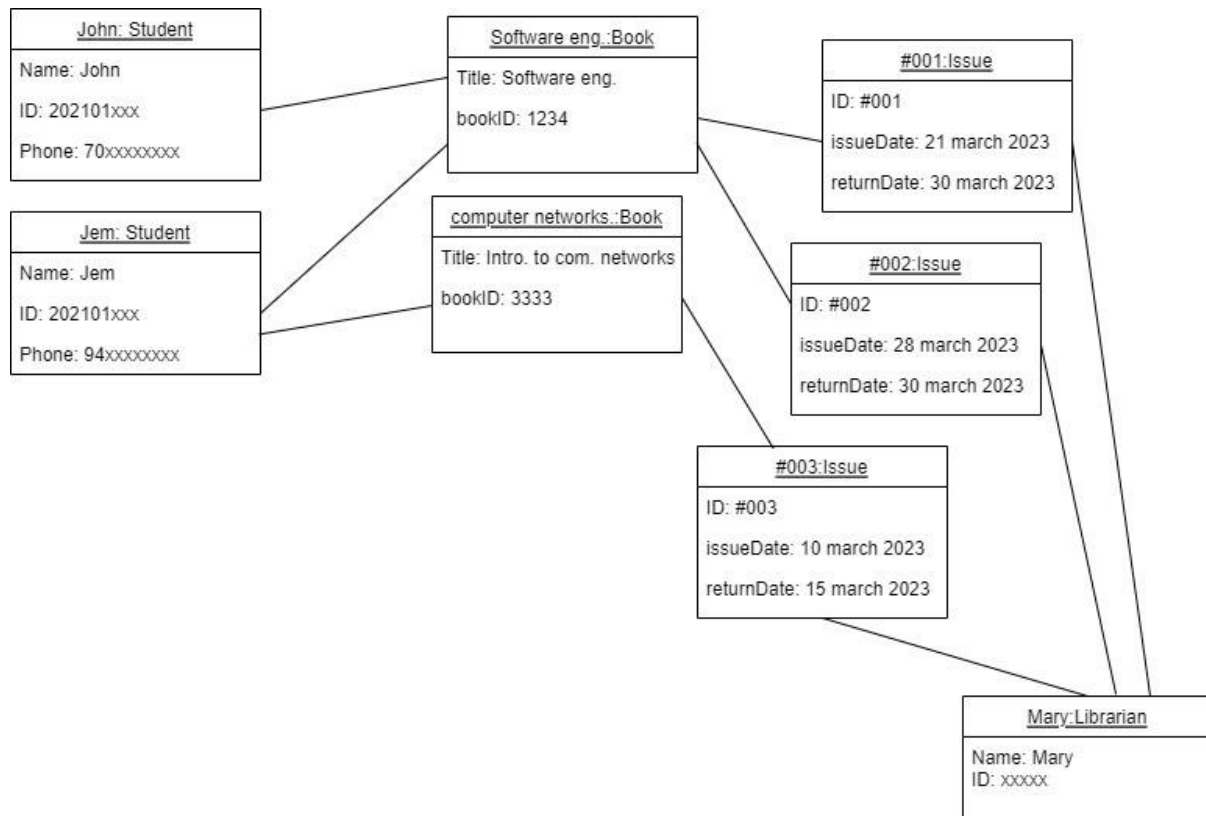 John: Student
Name: John
ID: 202101xxx
Phone: 70xxxxxxxx
Jem: Student
Name: Jem
ID: 202101xxx
Phone: 94xxxxxxxx
Software eng.:Book
Title: Software eng.
bookID: 1234
computer networks.:Book
Title: Intro. to com. networks
bookID: 3333
#001:Issue
ID: #001
issueDate: 21 march 2023
returnDate: 30 march 2023
#002:Issue
ID: #002
issueDate: 28 march 2023
returnDate: 30 march 2023
#003:Issue
ID: #003
issueDate: 10 march 2023
returnDate: 15 march 2023
Mary:Librarian
Name: Mary
ID: xxxxx